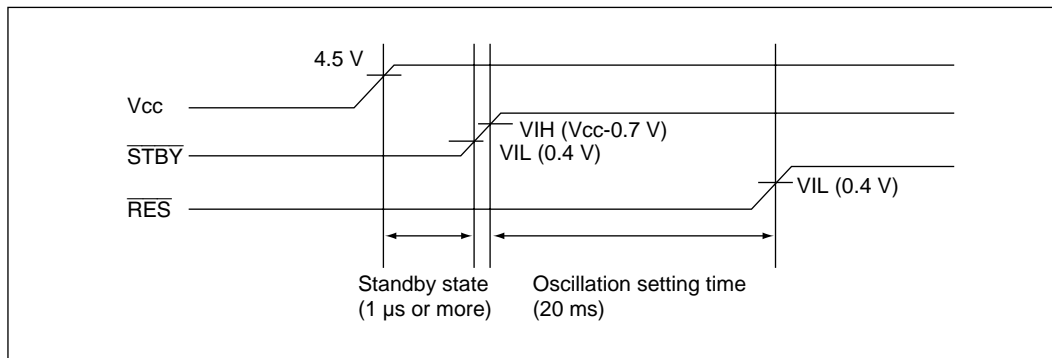 4.5 V
Vcc
VIH (Vcc-0.7 V)
STBY
VIL (0.4 V)
VIL (0.4 V)
RES
Standby state
(1 µs or more)
Oscillation setting time
(20 ms)